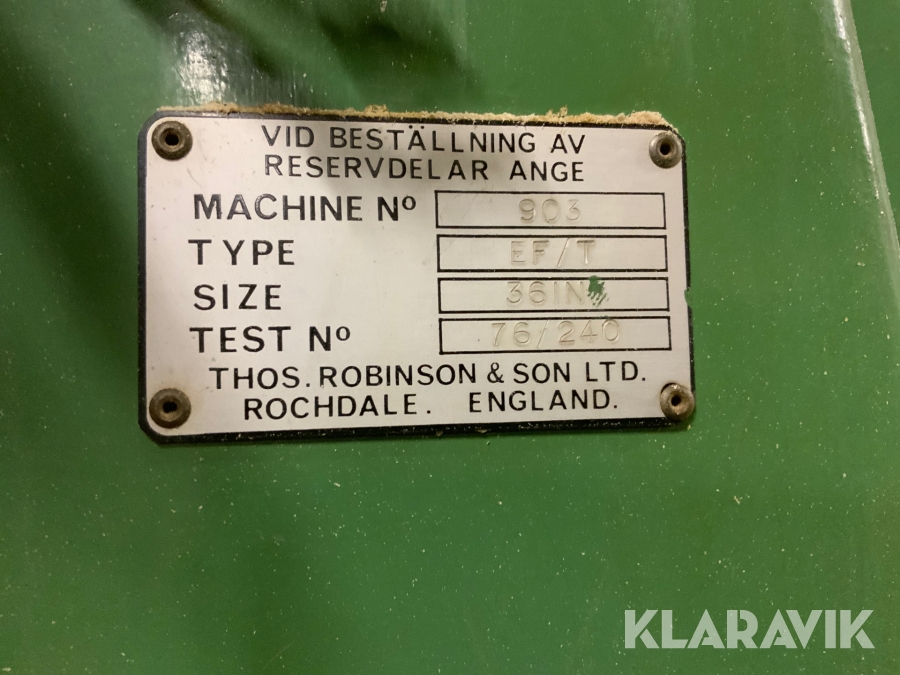 VID BESTÄLLNING AV
RESERVDELAR ANGE
MACHINE Nº 903
TYPE EF/T
SIZE 36IN
TEST Nº 76/240
THOS. ROBINSON & SON LTD.
ROCHDALE. ENGLAND.
KLARAVIK